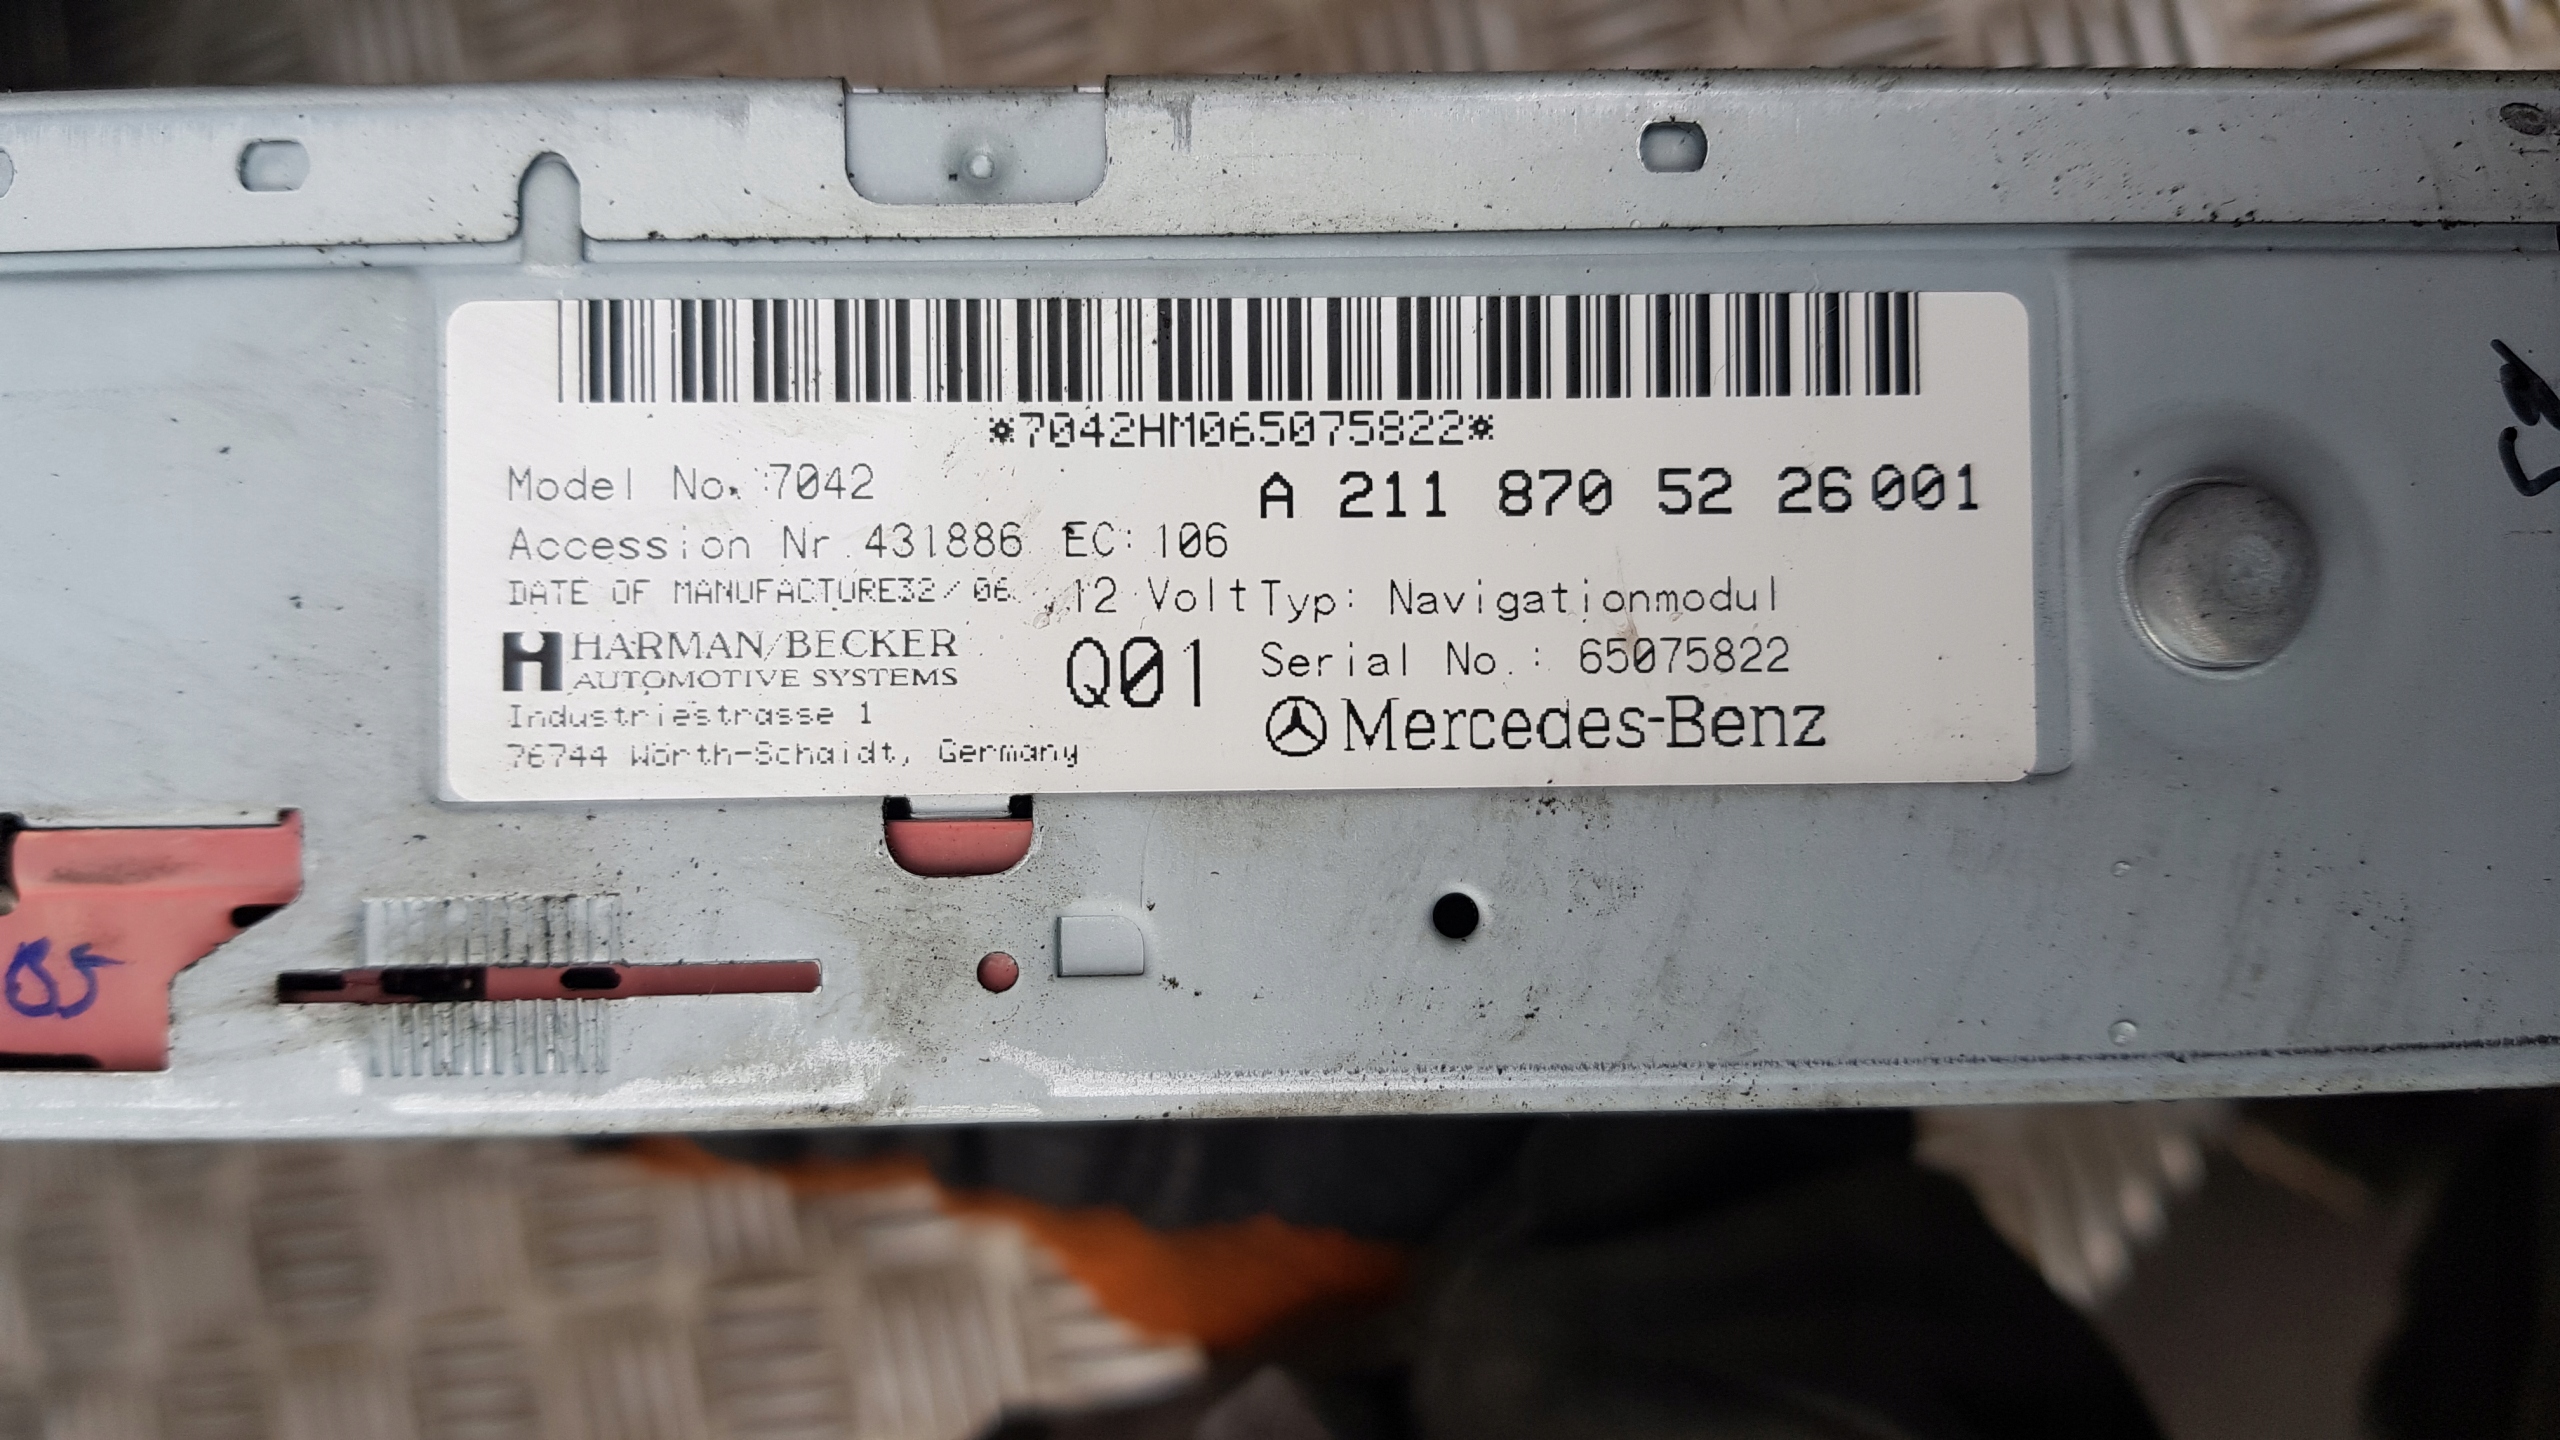 *7042HM065075822*
Model No. :7042
A 211 870 52 26 001
Accession Nr.431886 EC: 106
DATE OF MANUFACTURE32/06 12 Volt Typ: Navigationmodul
HARMAN/BECKER
AUTOMOTIVE SYSTEMS
Q01
Serial No.: 65075822
Industriestrasse 1
Mercedes-Benz
76744 Wörth-Schaidt, Germany